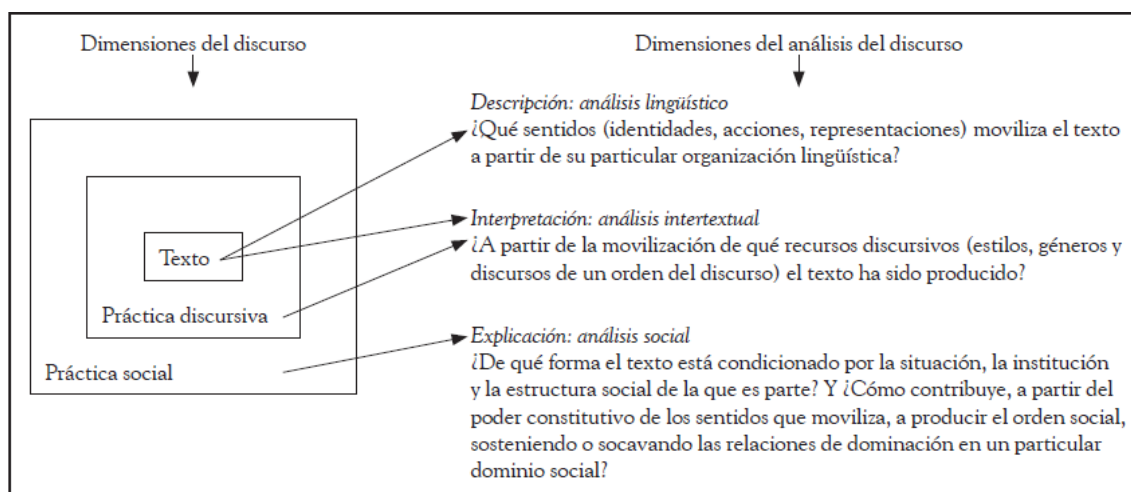 Dimensiones del discurso
Dimensiones del análisis del discurso
Descripción: análisis lingüístico
¿Qué sentidos (identidades, acciones, representaciones) moviliza el texto
a partir de su particular organización lingüística?
Interpretación: análisis intertextual
¿A partir de la movilización de qué recursos discursivos (estilos, géneros y
discursos de un orden del discurso) el texto ha sido producido?
Explicación: análisis social
¿De qué forma el texto está condicionado por la situación, la institución
y la estructura social de la que es parte? Y ¿Cómo contribuye, a partir del
poder constitutivo de los sentidos que moviliza, a producir el orden social,
sosteniendo o socavando las relaciones de dominación en un particular
dominio social?
Texto
Práctica discursiva
Práctica social